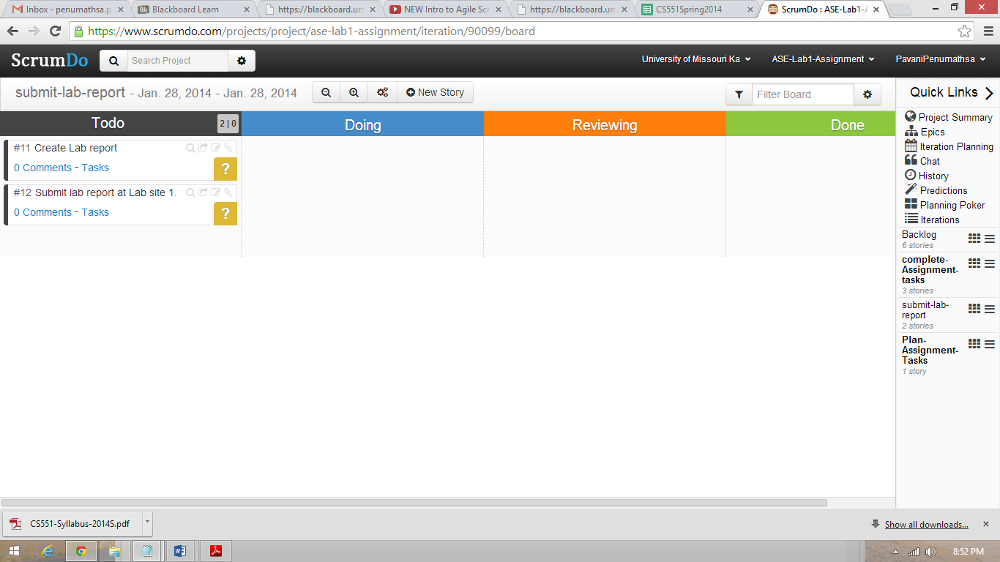 Inbox - penumathsa.p
Blackboard Learn
https://blackboard.um
NEW Intro to Agile Scr
https://blackboard.um
CS551Spring2014
ScrumDo : ASE-Lab1-A
https://www.scrumdo.com/projects/project/ase-lab1-assignment/iteration/90099/board
ScrumDo
Search Project
University of Missouri Ka
ASE-Lab1-Assignment
PavaniPenumathsa
submit-lab-report - Jan. 28, 2014 - Jan. 28, 2014
New Story
Filter Board
Quick Links
Todo
2 | 0
Doing
Reviewing
Done
#11 Create Lab report
0 Comments - Tasks
?
#12 Submit lab report at Lab site 1.
0 Comments - Tasks
?
Project Summary
Epics
Iteration Planning
Chat
History
Predictions
Planning Poker
Iterations
Backlog
6 stories
complete-
Assignment-
tasks
3 stories
submit-lab-
report
2 stories
Plan-
Assignment-
Tasks
1 story
CS551-Syllabus-2014S.pdf
Show all downloads...
8:52 PM